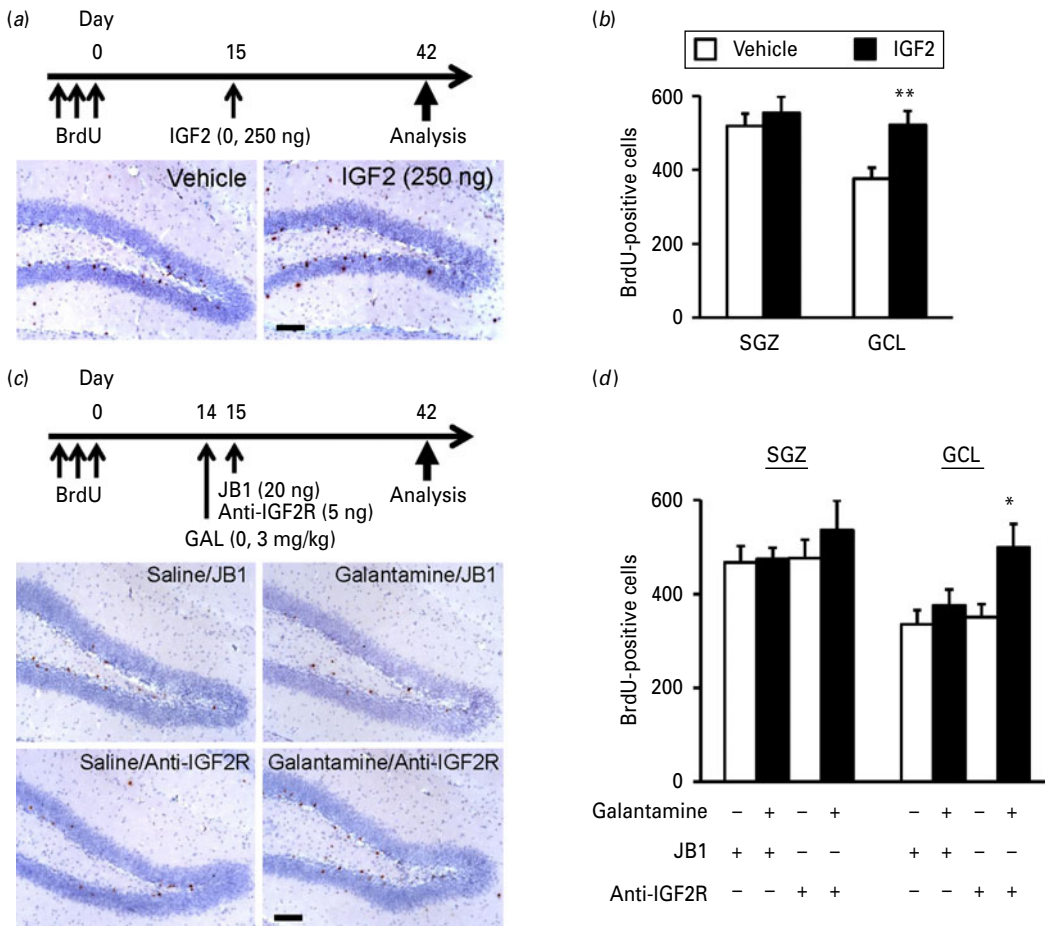 (a) Day
0 15 42
BrdU IGF2 (0, 250 ng) Analysis
Vehicle IGF2 (250 ng)
(b)
Vehicle IGF2
600
400
200
0
**
BrdU-positive cells
SGZ GCL
(c) Day
0 14 15 42
BrdU JB1 (20 ng) Analysis
Anti-IGF2R (5 ng)
GAL (0, 3 mg/kg)
Saline/JB1 Galantamine/JB1
Saline/Anti-IGF2R Galantamine/Anti-IGF2R
(d)
SGZ GCL
600
400
200
0
*
BrdU-positive cells
Galantamine – + – + – + – +
JB1 + + – – + + – –
Anti-IGF2R – – + + – – + +